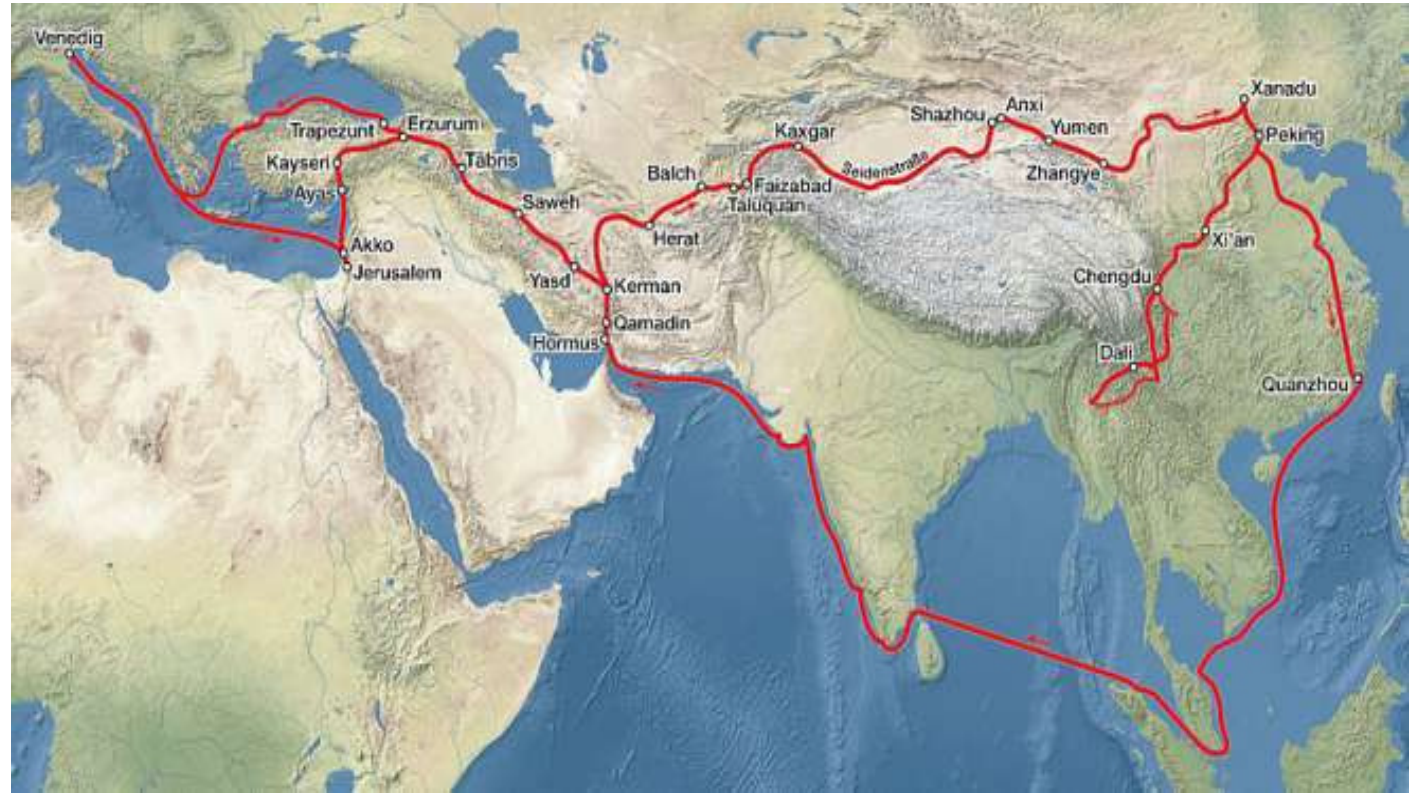 Venedig
Xanadu
Anxi
Shazhou
Trapezunt
Erzurum
Kaxgar
Yumen
Peking
Kayseri
Täbris
Seidenstraße
Zhangye
Balch
Faizabad
Ayas
Taluquan
Saweh
Herat
Xi'an
Akko
Jerusalem
Yasd
Kerman
Chengdu
Qamadin
Hormus
Dali
Quanzhou